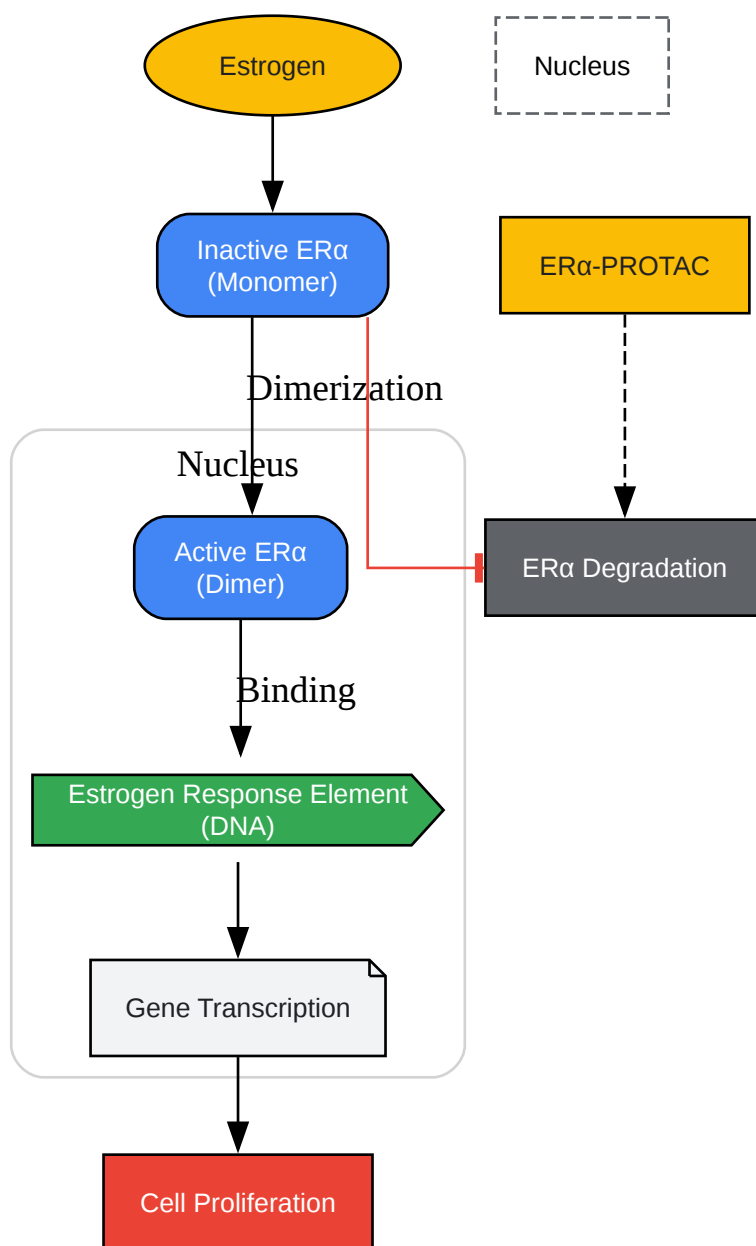 Estrogen
Nucleus
Inactive ERα
(Monomer)
ERα-PROTAC
Dimerization
Nucleus
Active ERα
(Dimer)
ERα Degradation
Binding
Estrogen Response Element
(DNA)
Gene Transcription
Cell Proliferation